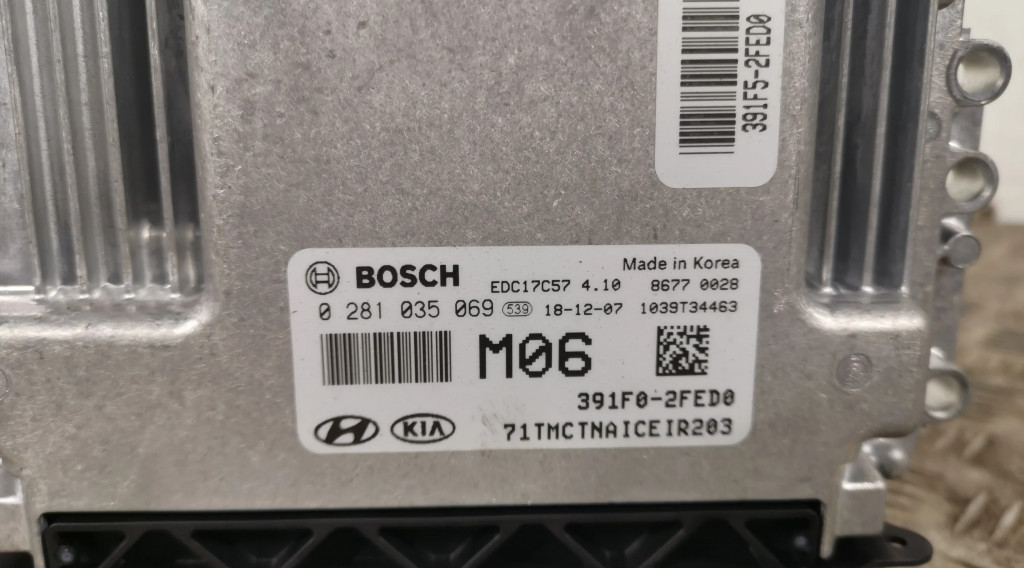 391F5-2FED0
BOSCH EDC17C57 4.10 Made in Korea 8677 0028
0 281 035 069 539 18-12-07 1039T34463
M06
391F0-2FED0
KIA 71TMCTNAICEIR203